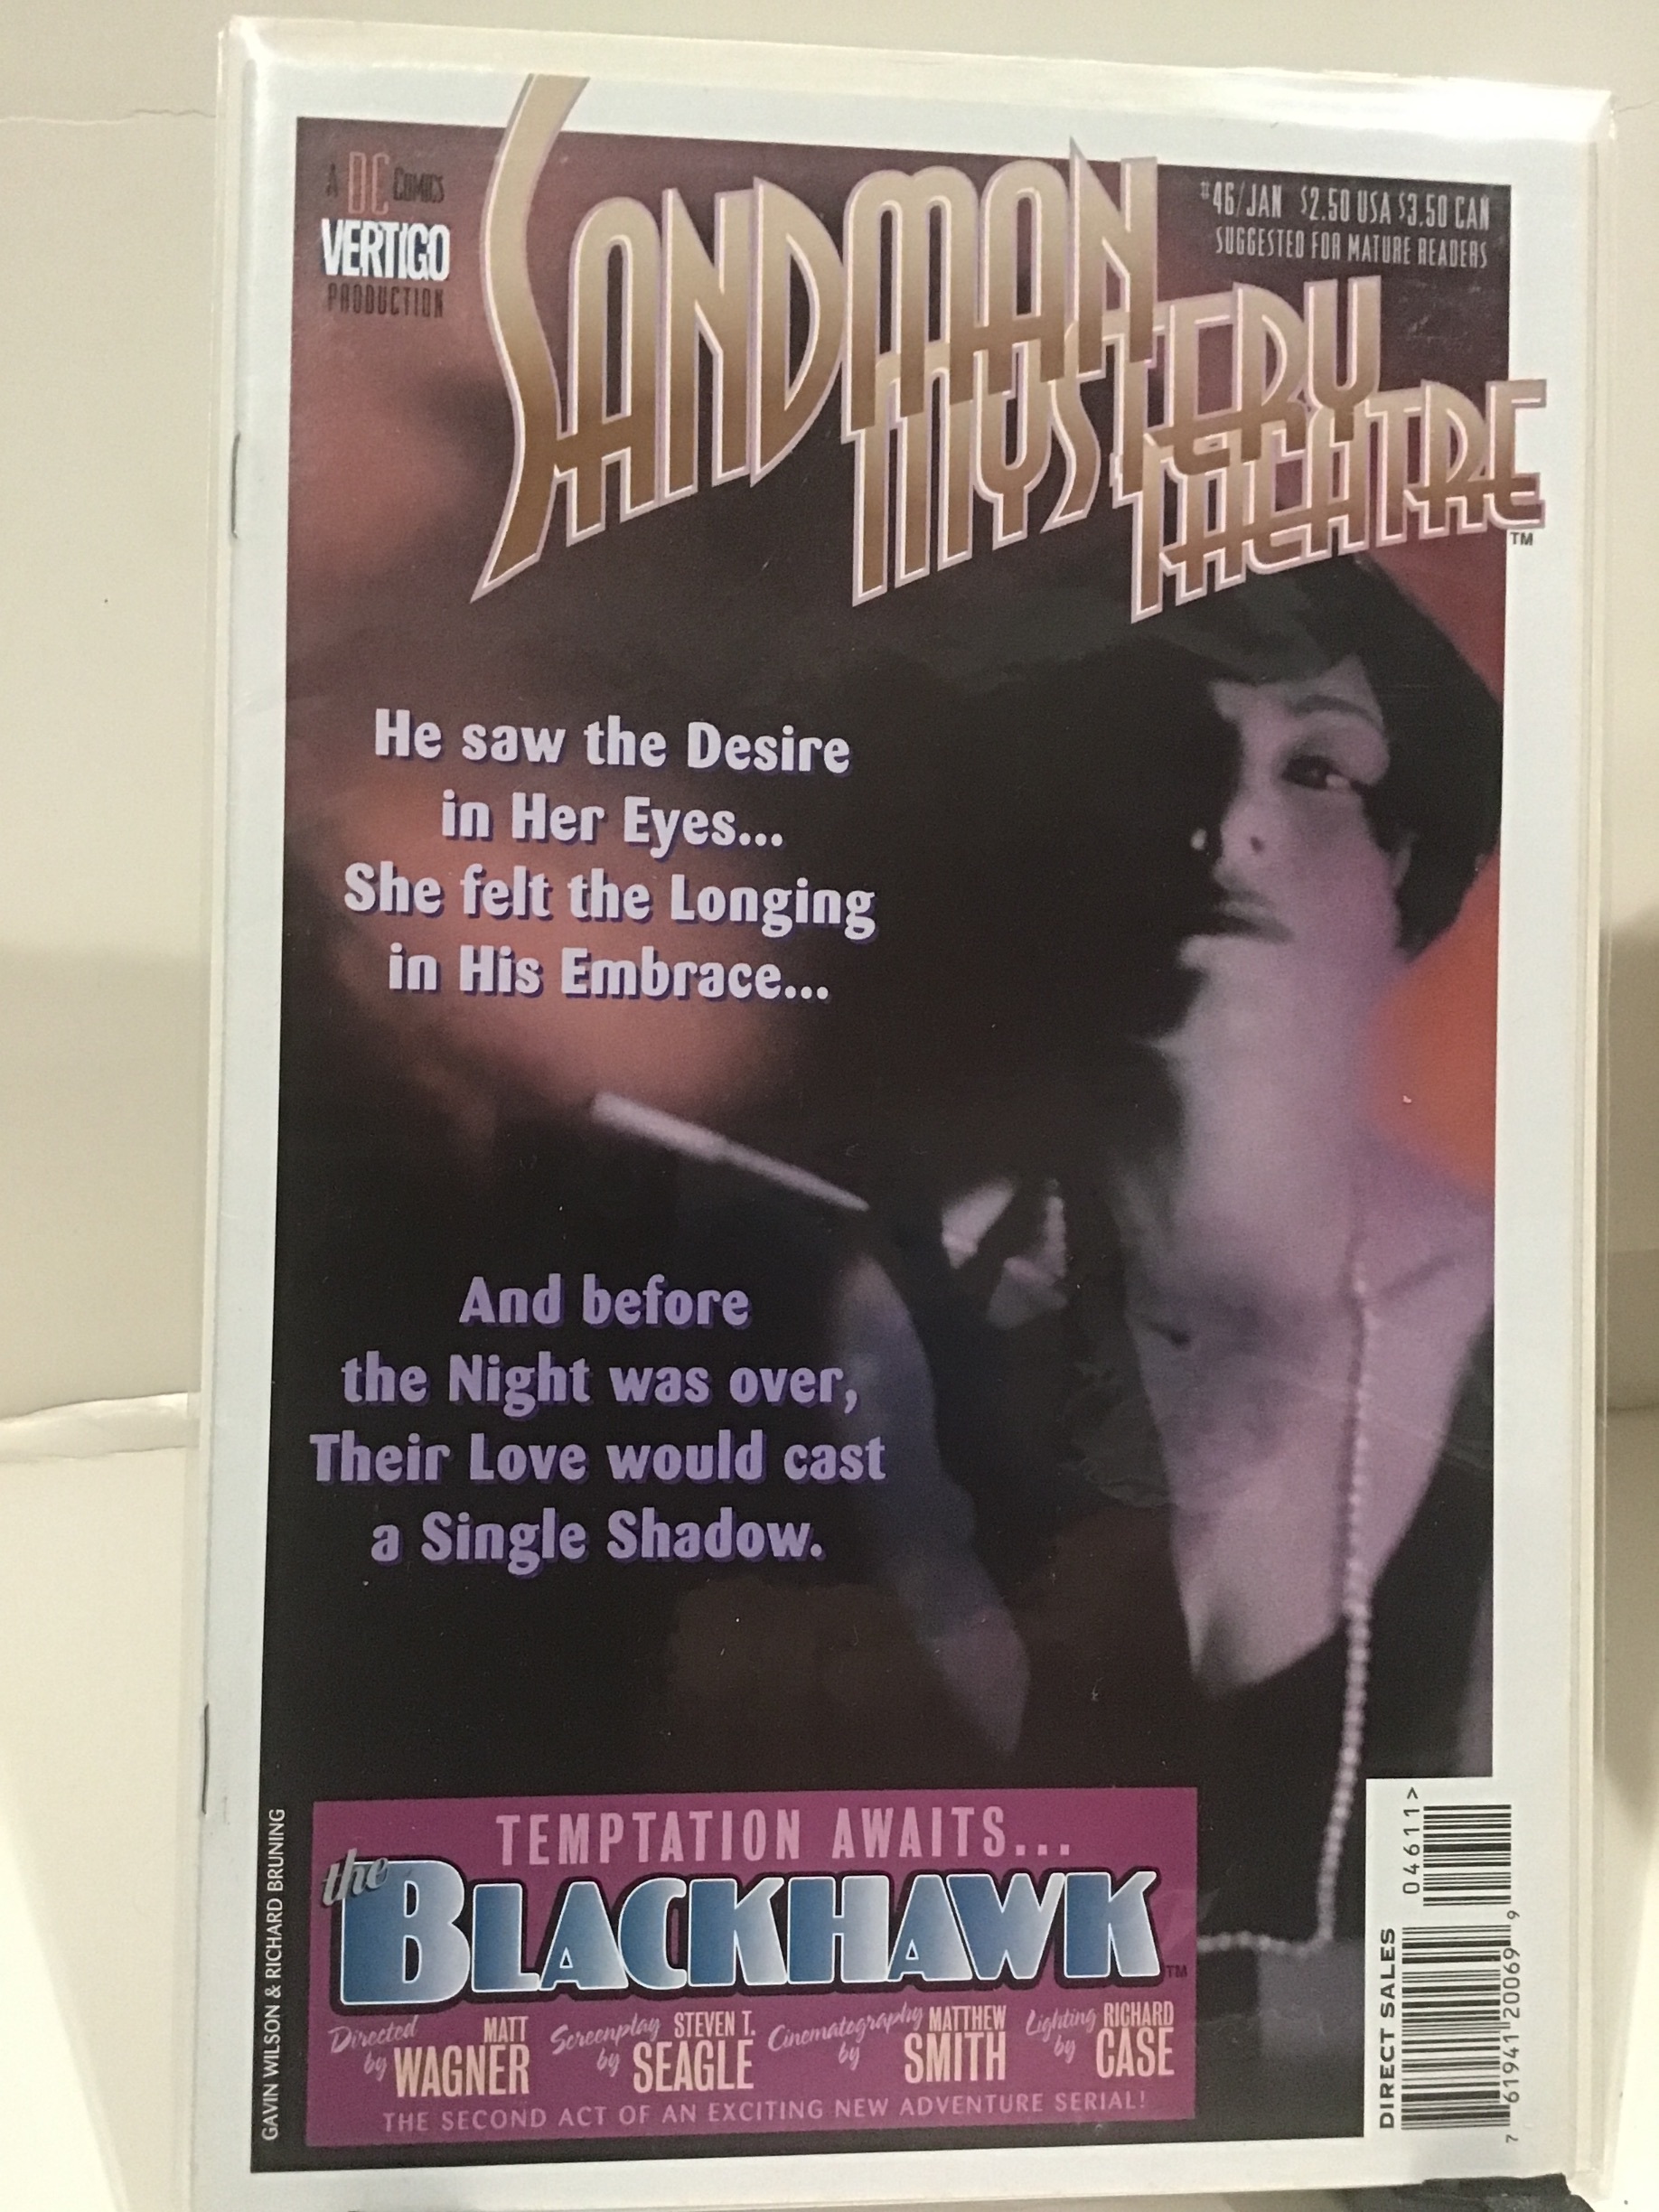 A DC COMICS
VERTIGO
PRODUCTION
SANDMAN
MYSTERY
THEATRE
TM
#46/JAN $2.50 USA $3.50 CAN
SUGGESTED FOR MATURE READERS
He saw the Desire
in Her Eyes...
She felt the Longing
in His Embrace...
And before
the Night was over,
Their Love would cast
a Single Shadow.
TEMPTATION AWAITS...
the
BLACKHAWK
TM
Directed by MATT WAGNER
Screenplay by STEVEN T. SEAGLE
Cinematography by MATTHEW SMITH
Lighting by RICHARD CASE
THE SECOND ACT OF AN EXCITING NEW ADVENTURE SERIAL!
GAVIN WILSON & RICHARD BRUNING
DIRECT SALES
04611>
7 61941 20069 9